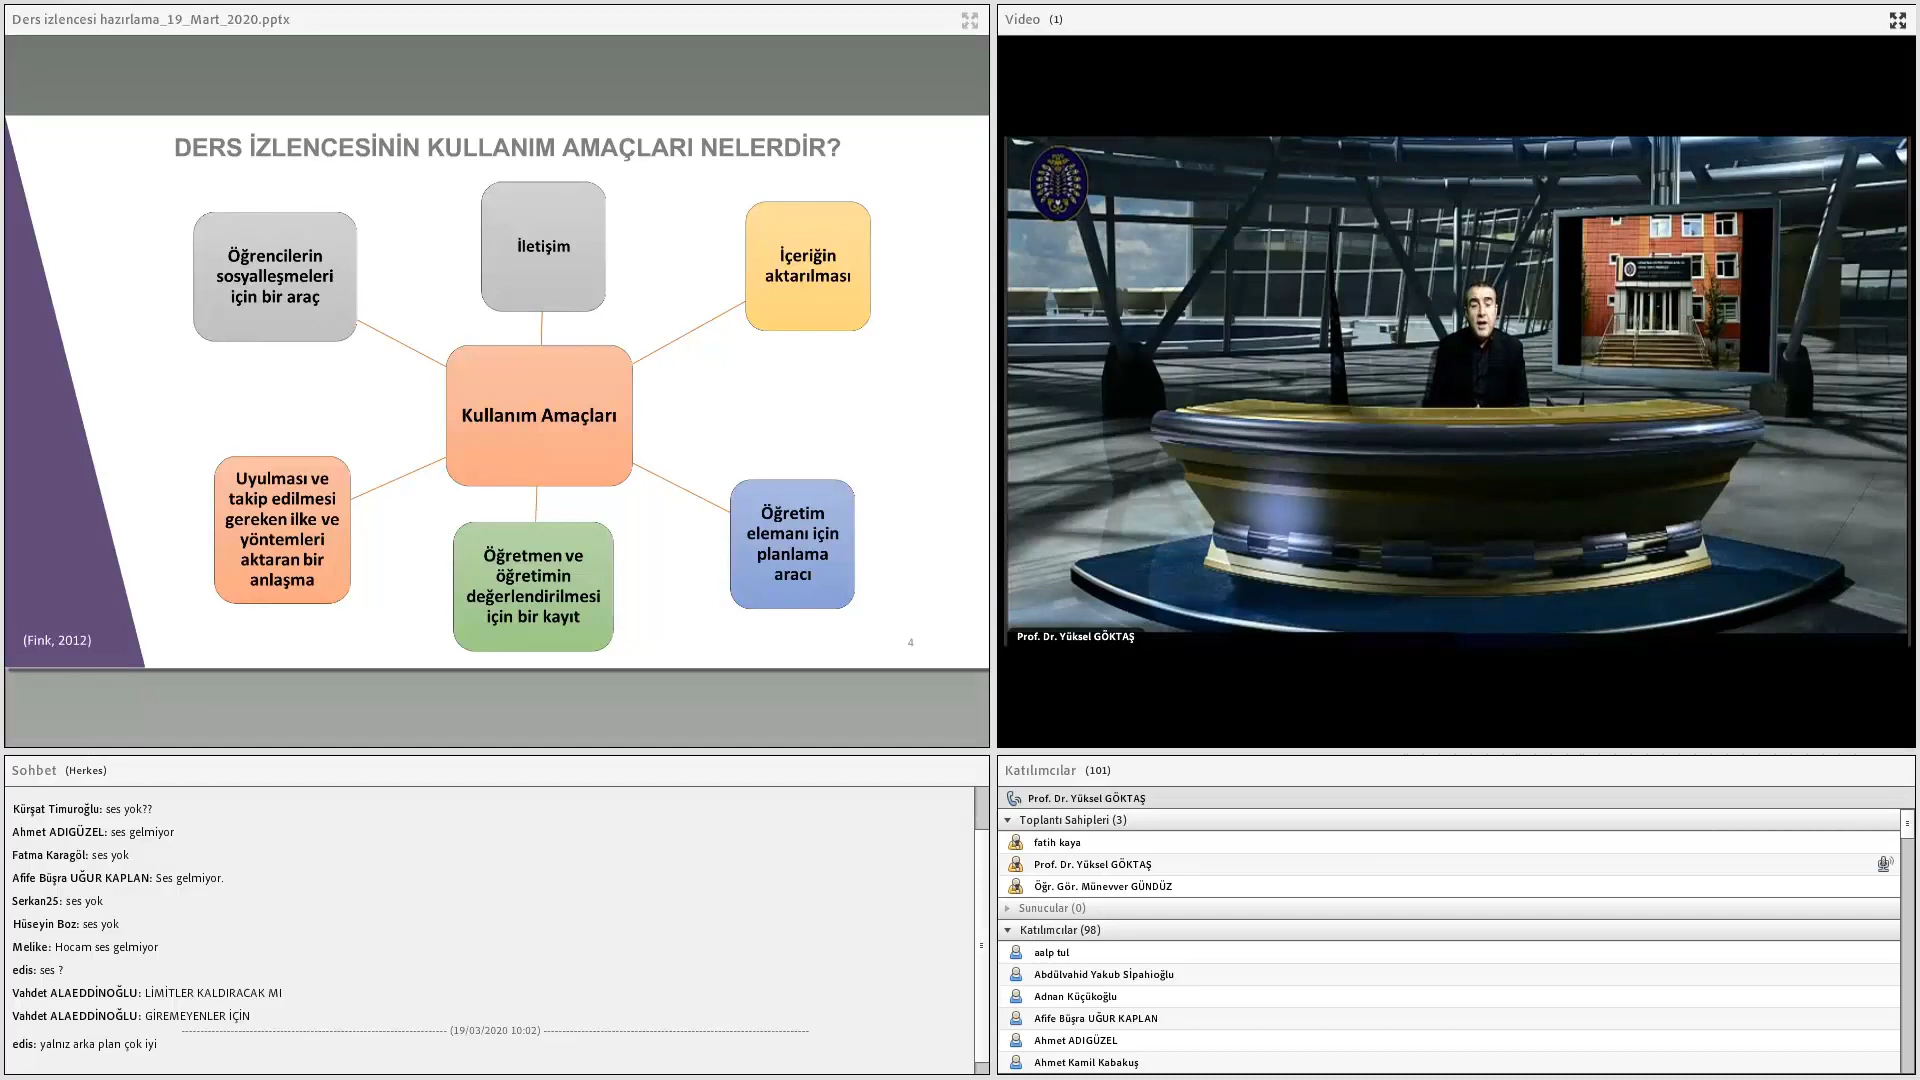 Ders izlencesi hazırlama_19_Mart_2020.pptx
DERS İZLENCESİNİN KULLANIM AMAÇLARI NELERDİR?
Öğrencilerin
sosyalleşmeleri
için bir araç
İletişim
İçeriğin
aktarılması
Kullanım Amaçları
Uyulması ve
takip edilmesi
gereken ilke ve
yöntemleri
aktaran bir
anlaşma
Öğretmen ve
öğretimin
değerlendirilmesi
için bir kayıt
Öğretim
elemanı için
planlama
aracı
(Fink, 2012)
4
Video (1)
Prof. Dr. Yüksel GÖKTAŞ
Sohbet (Herkes)
Kürşat Timuroğlu: ses yok??
Ahmet ADIGÜZEL: ses gelmiyor
Fatma Karagöl: ses yok
Afife Büşra UĞUR KAPLAN: Ses gelmiyor.
Serkan25: ses yok
Hüseyin Boz: ses yok
Melike: Hocam ses gelmiyor
edis: ses ?
Vahdet ALAEDDİNOĞLU: LİMİTLER KALDIRACAK MI
Vahdet ALAEDDİNOĞLU: GİREMEYENLER İÇİN
(19/03/2020 10:02)
edis: yalnız arka plan çok iyi
Katılımcılar (101)
Prof. Dr. Yüksel GÖKTAŞ
Toplantı Sahipleri (3)
fatih kaya
Prof. Dr. Yüksel GÖKTAŞ
Öğr. Gör. Münevver GÜNDÜZ
Sunucular (0)
Katılımcılar (98)
aalp tul
Abdülvahid Yakub Sİpahioğlu
Adnan Küçükoğlu
Afife Büşra UĞUR KAPLAN
Ahmet ADIGÜZEL
Ahmet Kamil Kabakuş